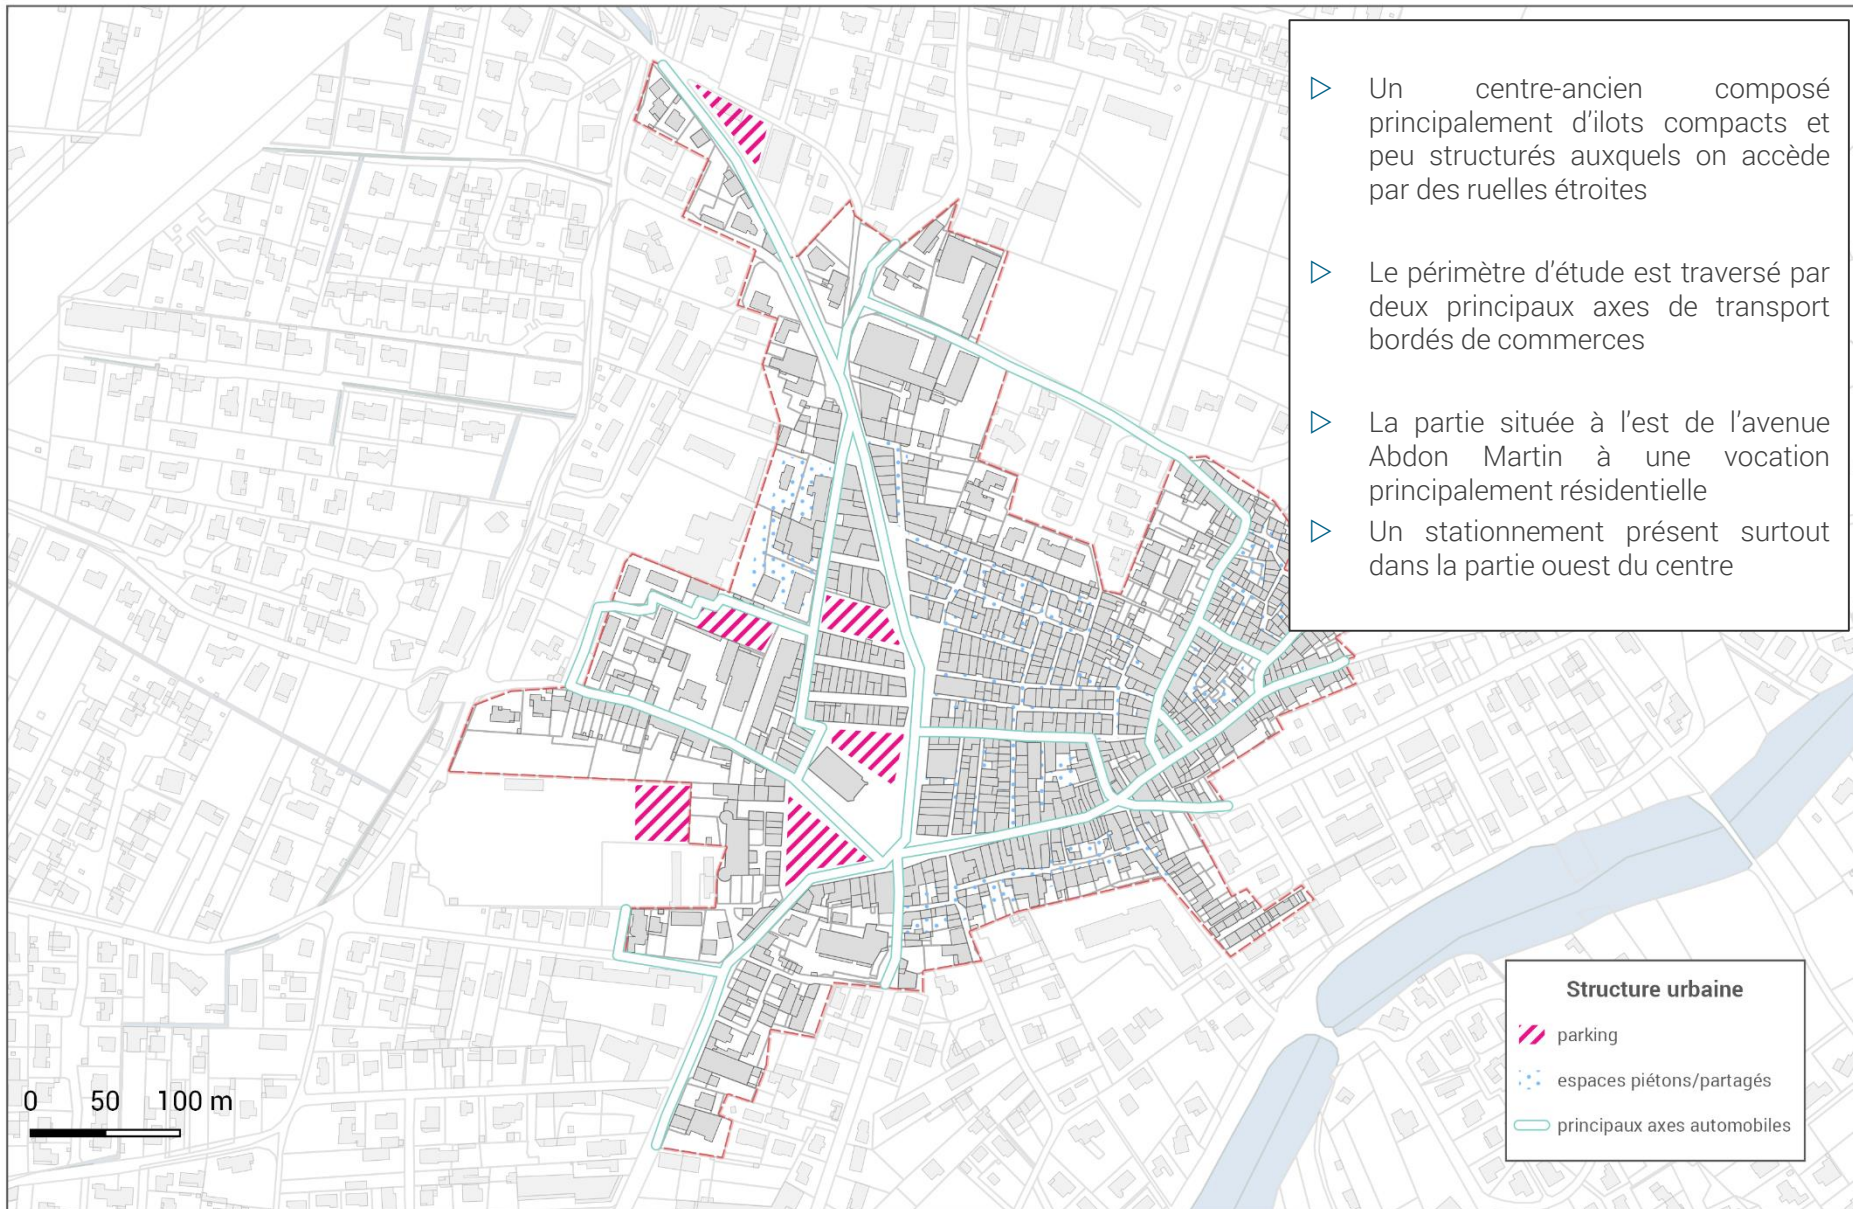 ▷ Un centre-ancien composé
principalement d'ilots compacts et
peu structurés auxquels on accède
par des ruelles étroites
▷ Le périmètre d'étude est traversé par
deux principaux axes de transport
bordés de commerces
▷ La partie située à l'est de l'avenue
Abdon Martin à une vocation
principalement résidentielle
▷ Un stationnement présent surtout
dans la partie ouest du centre
Structure urbaine
parking
espaces piétons/partagés
principaux axes automobiles
0 50 100 m